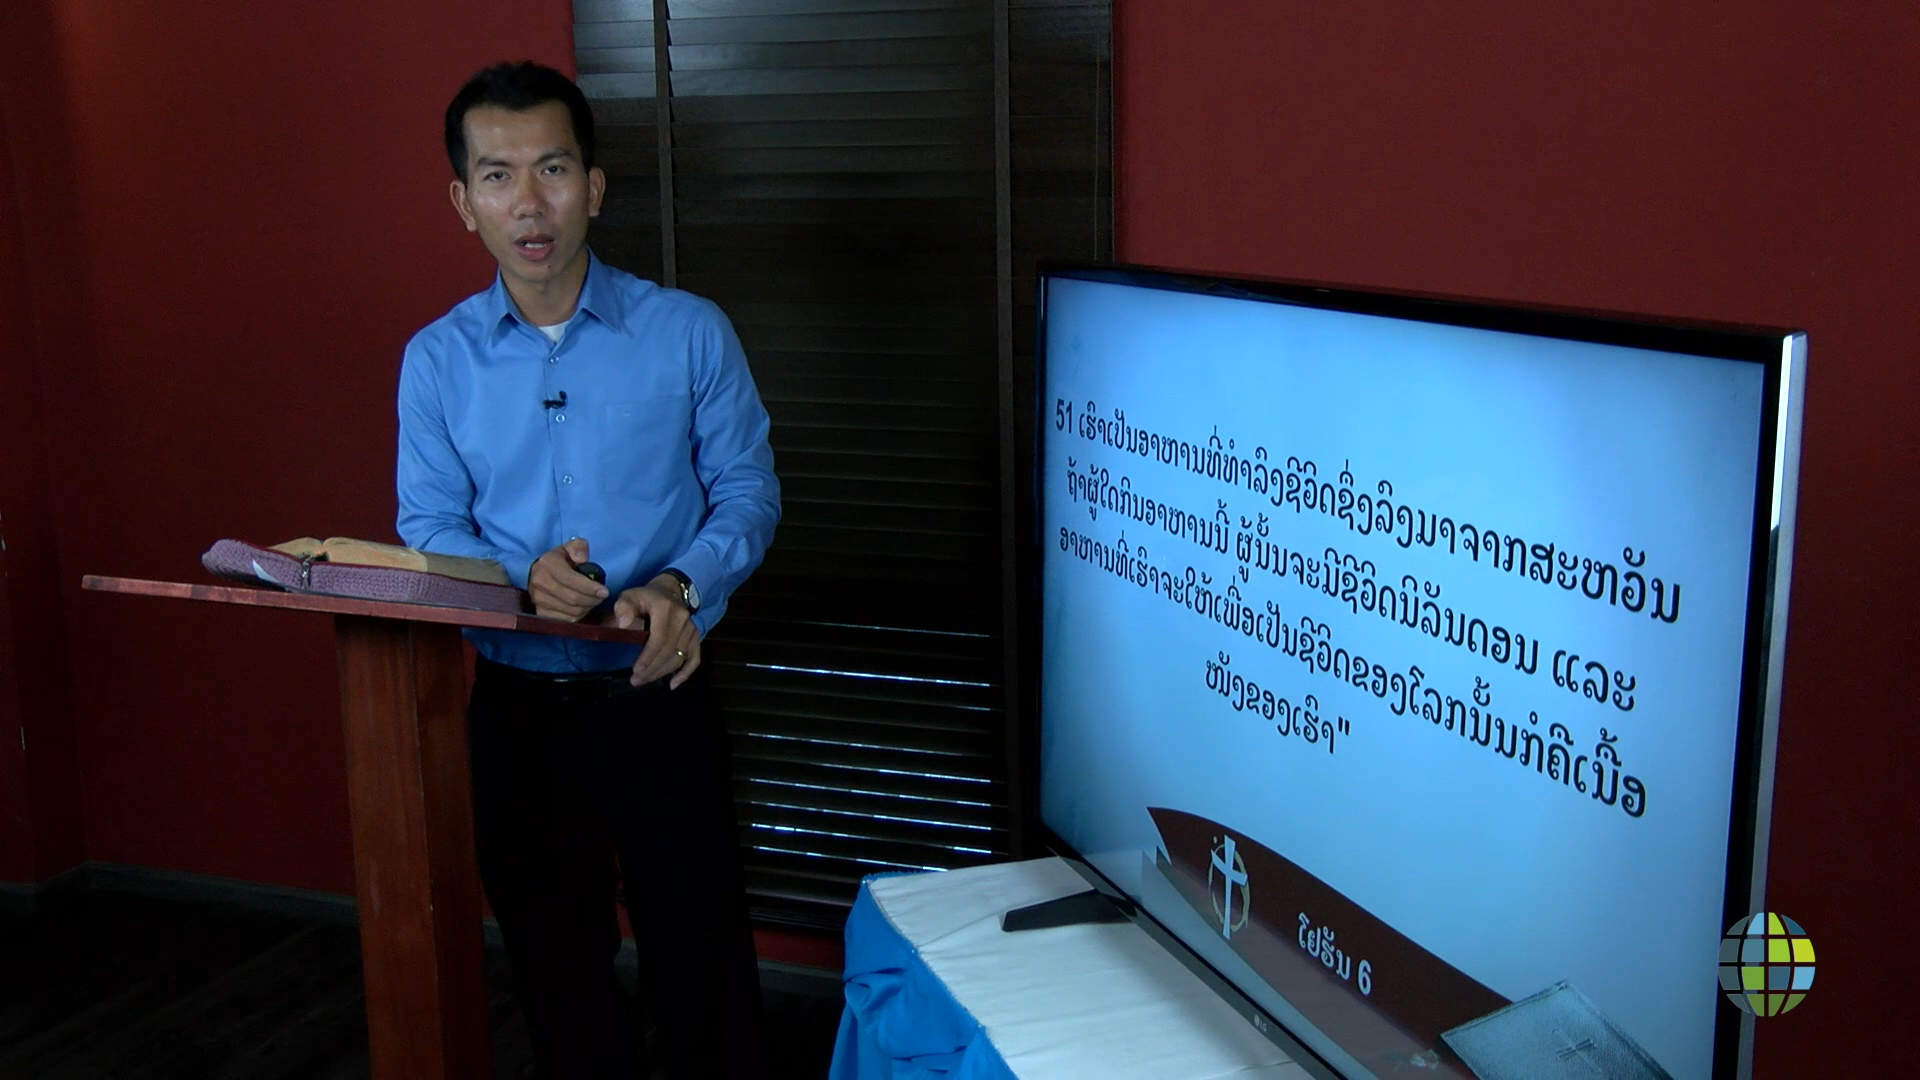 51 ເຮົາເປັນອາຫານທີ່ທຳລົງຊີວິດຊຶ່ງລົງມາຈາກສະຫວັນ
ຖ້າຜູ້ໃດກິນອາຫານນີ້ ຜູ້ນັ້ນຈະມີຊີວິດນິລັນດອນ ແລະ
ອາຫານທີ່ເຮົາຈະໃຫ້ເພື່ອເປັນຊີວິດຂອງໂລກນັ້ນກໍຄືເນື້ອ
ໜັງຂອງເຮົາ"
ໂຢຮັນ 6
LG